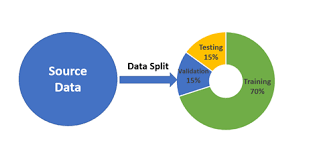 Source
Data
Data Split
Testing
15%
Validation
15%
Training
70%